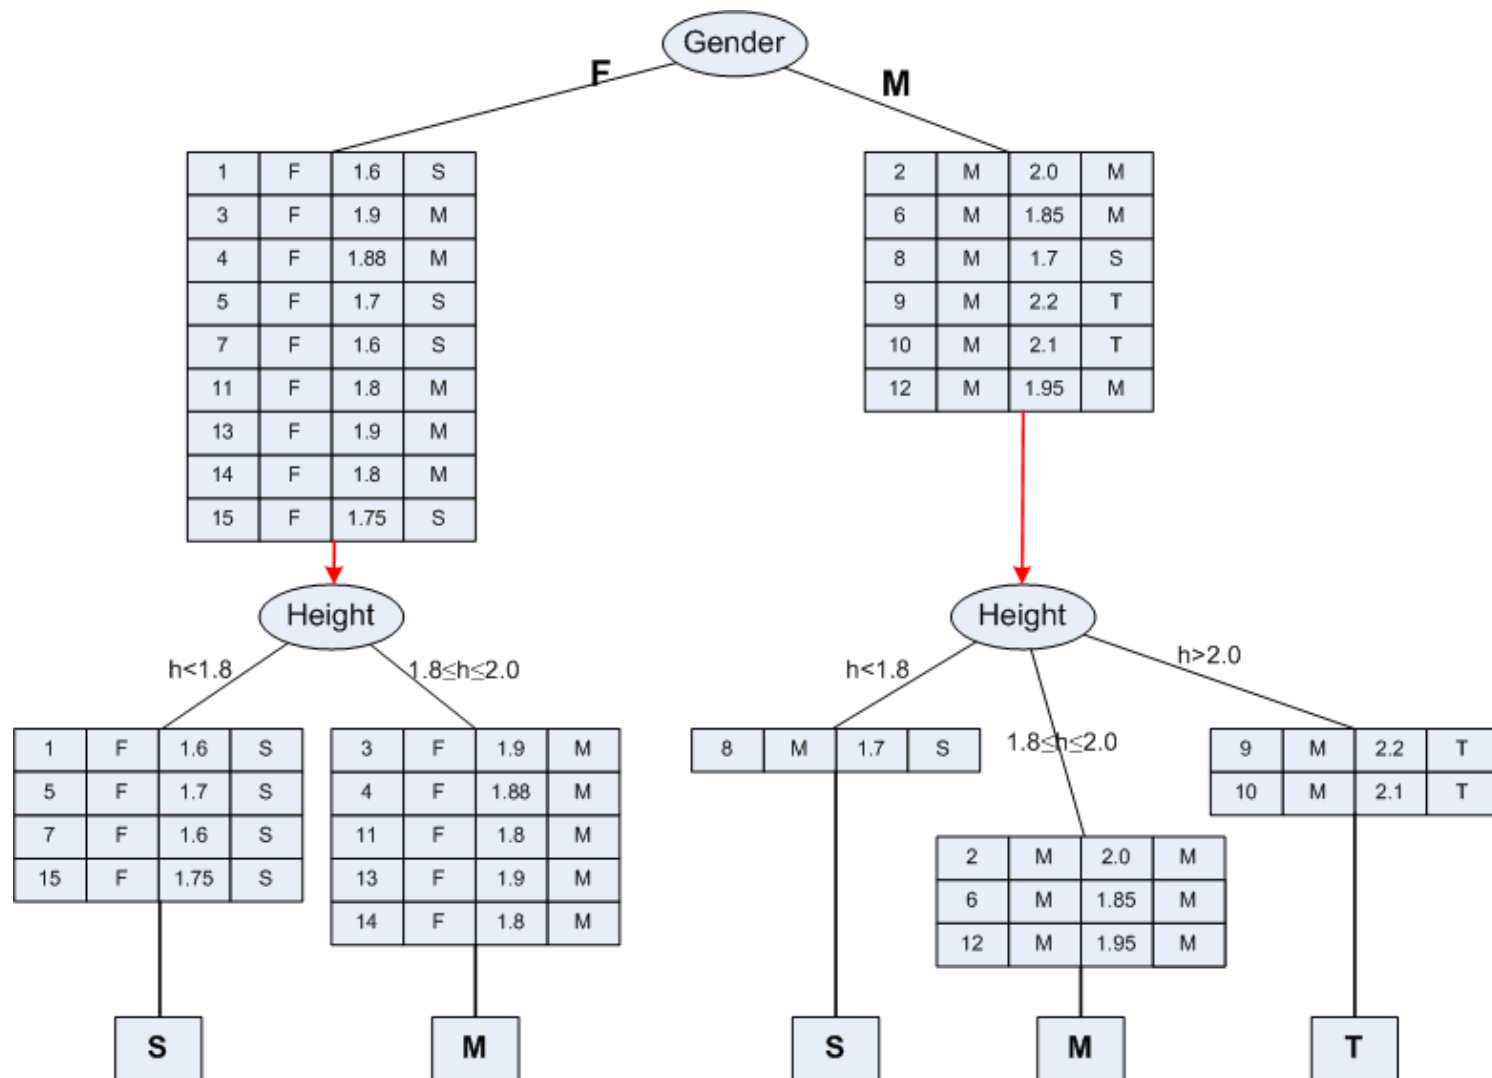 Gender
F
M
1 F 1.6 S
3 F 1.9 M
4 F 1.88 M
5 F 1.7 S
7 F 1.6 S
11 F 1.8 M
13 F 1.9 M
14 F 1.8 M
15 F 1.75 S
2 M 2.0 M
6 M 1.85 M
8 M 1.7 S
9 M 2.2 T
10 M 2.1 T
12 M 1.95 M
Height
h<1.8
1.8≤h≤2.0
1 F 1.6 S
5 F 1.7 S
7 F 1.6 S
15 F 1.75 S
3 F 1.9 M
4 F 1.88 M
11 F 1.8 M
13 F 1.9 M
14 F 1.8 M
S
M
Height
h<1.8
1.8≤h≤2.0
h>2.0
8 M 1.7 S
2 M 2.0 M
6 M 1.85 M
12 M 1.95 M
9 M 2.2 T
10 M 2.1 T
S
M
T